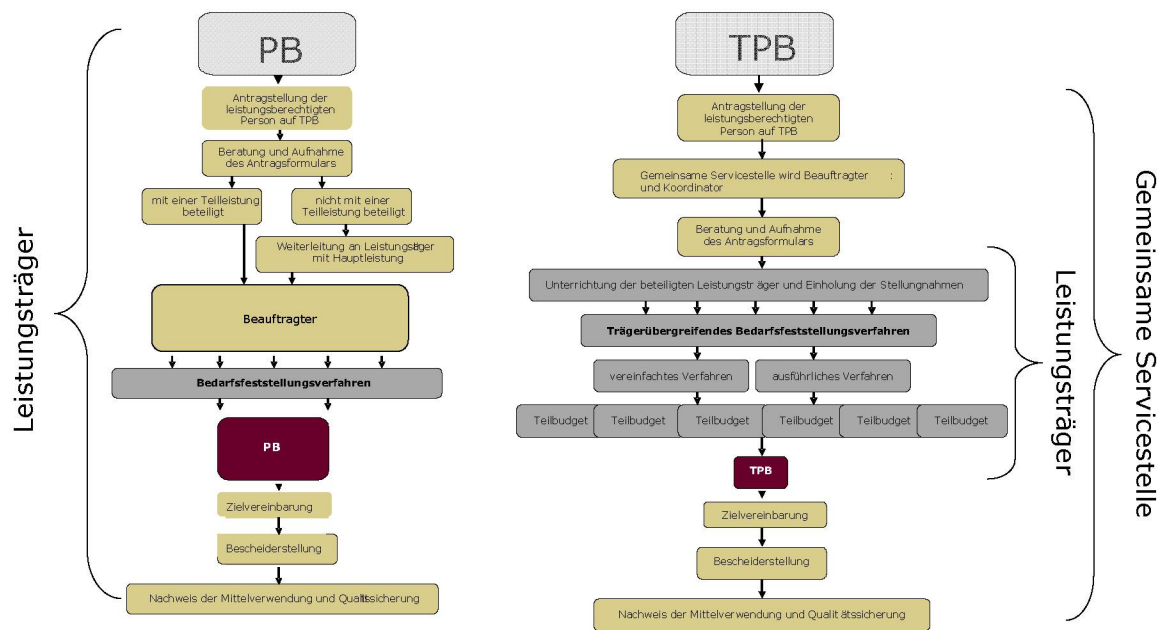 Leistungsträger
PB
Antragstellung der
leistungsberechtigten
Person auf TPB
Beratung und Aufnahme
des Antragsformulars
mit einer Teilleistung
beteiligt
nicht mit einer
Teilleistung beteiligt
Weiterleitung an Leistungsträger
mit Hauptleistung
Beauftragter
Bedarfsfeststellungsverfahren
PB
Zielvereinbarung
Bescheiderstellung
Nachweis der Mittelverwendung und Qualitätssicherung
TPB
Antragstellung der
leistungsberechtigten
Person auf TPB
Gemeinsame Servicestelle wird Beauftragter :
und Koordinator
Beratung und Aufnahme
des Antragsformulars
Unterrichtung der beteiligten Leistungsträger und Einholung der Stellungnahmen
Trägerübergreifendes Bedarfsfeststellungsverfahren
vereinfachtes Verfahren
ausführliches Verfahren
Teilbudget Teilbudget Teilbudget Teilbudget Teilbudget Teilbudget
TPB
Zielvereinbarung
Bescheiderstellung
Nachweis der Mittelverwendung und Qualitätssicherung
Leistungsträger
Gemeinsame Servicestelle